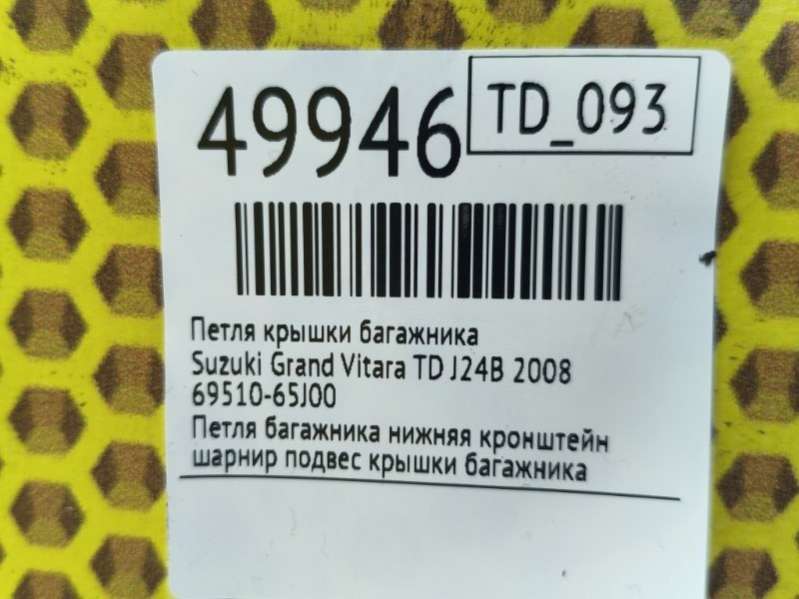 49946
TD_093
Петля крышки багажника
Suzuki Grand Vitara TD J24B 2008
69510-65J00
Петля багажника нижняя кронштейн
шарнир подвес крышки багажника